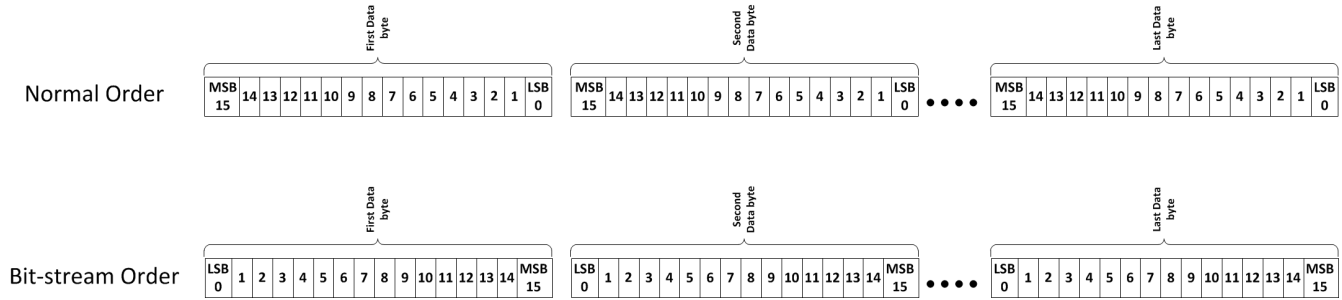 First Data
byte
Second
Data byte
Last Data
byte
Normal Order
MSB 15 14 13 12 11 10 9 8 7 6 5 4 3 2 1 LSB 0
MSB 15 14 13 12 11 10 9 8 7 6 5 4 3 2 1 LSB 0
MSB 15 14 13 12 11 10 9 8 7 6 5 4 3 2 1 LSB 0
First Data
byte
Second
Data byte
Last Data
byte
Bit-stream Order
LSB 0 1 2 3 4 5 6 7 8 9 10 11 12 13 14 MSB 15
LSB 0 1 2 3 4 5 6 7 8 9 10 11 12 13 14 MSB 15
LSB 0 1 2 3 4 5 6 7 8 9 10 11 12 13 14 MSB 15